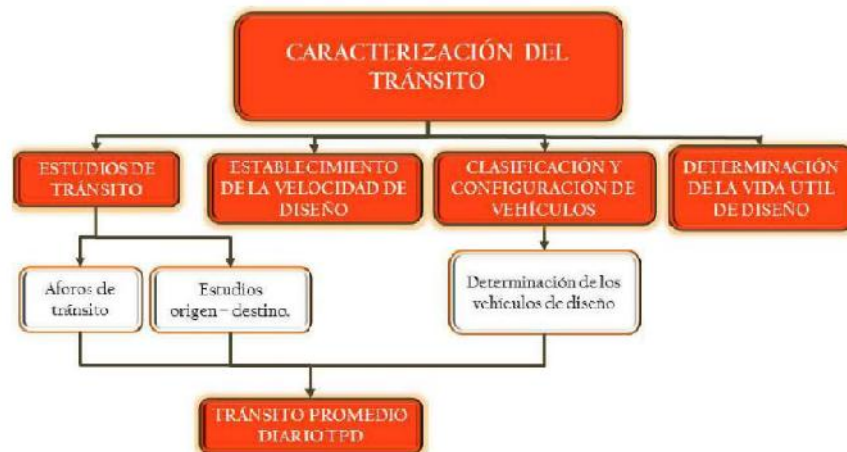 CARACTERIZACIÓN DEL
TRÁNSITO
ESTUDIOS DE
TRÁNSITO
ESTABLECIMIENTO
DE LA VELOCIDAD DE
DISEÑO
CLASIFICACIÓN Y
CONFIGURACIÓN DE
VEHÍCULOS
DETERMINACIÓN
DE LA VIDA UTIL
DE DISEÑO
Aforos de
tránsito
Estudios
origen – destino.
Determinación de los
vehículos de diseño
TRÁNSITO PROMEDIO
DIARIO TPD